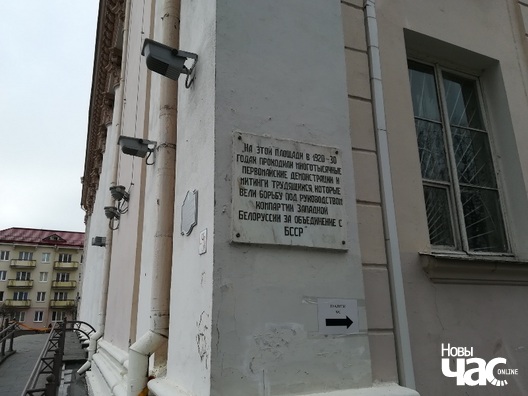 "НА ЭТОЙ ПЛОЩАДИ В 1920-30
ГОДАХ ПРОХОДИЛИ МНОГОТЫСЯЧНЫЕ
ПЕРВОМАЙСКИЕ ДЕМОНСТРАЦИИ И
МИТИНГИ ТРУДЯЩИХСЯ, КОТОРЫЕ
ВЕЛИ БОРЬБУ ПОД РУКОВОДСТВОМ
КОМПАРТИИ ЗАПАДНОЙ
БЕЛОРУССИИ ЗА ОБЪЕДИНЕНИЕ С
БССР"
Новы
Час
ONLINE